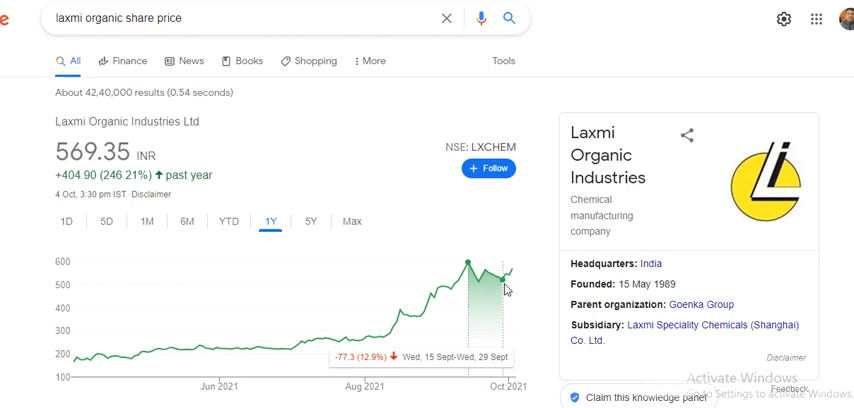 e
laxmi organic share price
All
Finance
News
Books
Shopping
More
Tools
About 42,40,000 results (0.54 seconds)
Laxmi Organic Industries Ltd
569.35 INR
NSE: LXCHEM
+404.90 (246.21%) past year
+ Follow
4 Oct, 3:30 pm IST · Disclaimer
1D 5D 1M 6M YTD 1Y 5Y Max
600
500
400
300
200
100
-77.3 (12.9%) Wed, 15 Sept-Wed, 29 Sept
Jun 2021 Aug 2021 Oct 2021
Laxmi
Organic
Industries
Chemical
manufacturing
company
Headquarters: India
Founded: 15 May 1989
Parent organization: Goenka Group
Subsidiary: Laxmi Speciality Chemicals (Shanghai)
Co. Ltd.
Disclaimer
Activate Windows
Feedback
Go to Settings to activate Windows.
Claim this knowledge panel